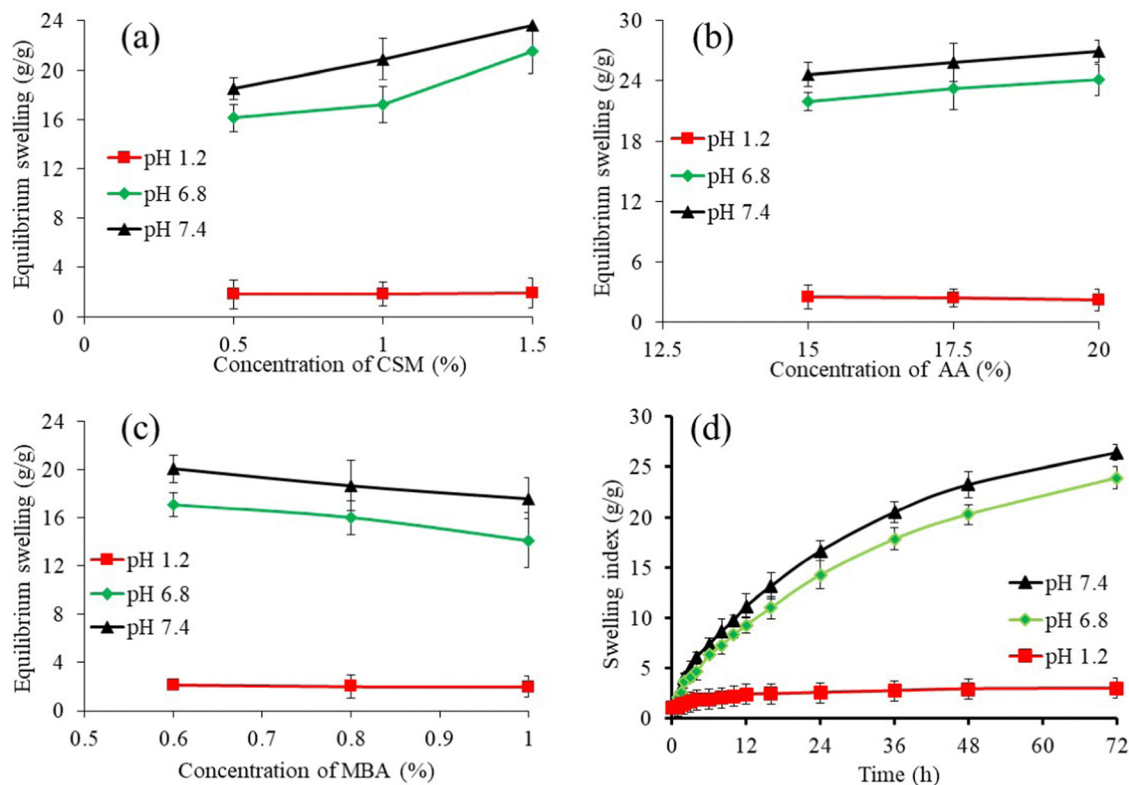 (a)
Equilibrium swelling (g/g)
24
20
16
12
8
4
0
pH 1.2
pH 6.8
pH 7.4
0
0.5
1
1.5
Concentration of CSM (%)
(b)
Equilibrium swelling (g/g)
30
24
18
12
6
0
pH 1.2
pH 6.8
pH 7.4
12.5
15
17.5
20
Concentration of AA (%)
(c)
Equilibrium swelling (g/g)
24
20
16
12
8
4
0
pH 1.2
pH 6.8
pH 7.4
0.5
0.6
0.7
0.8
0.9
1
Concentration of MBA (%)
(d)
Swelling index (g/g)
30
25
20
15
10
5
0
pH 7.4
pH 6.8
pH 1.2
0
12
24
36
48
60
72
Time (h)